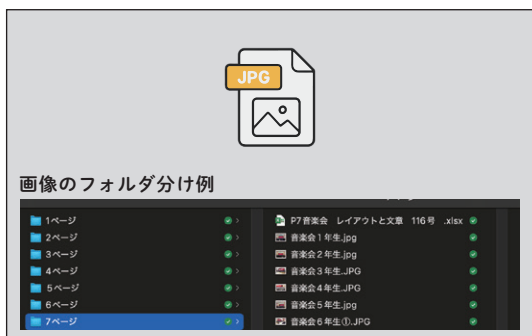 JPG
画像のフォルダ分け例
1ページ
2ページ
3ページ
4ページ
5ページ
6ページ
7ページ
P7音楽会　レイアウトと文章　116号　.xlsx
音楽会1年生.jpg
音楽会2年生.jpg
音楽会3年生.JPG
音楽会4年生.JPG
音楽会5年生.jpg
音楽会6年生①.JPG